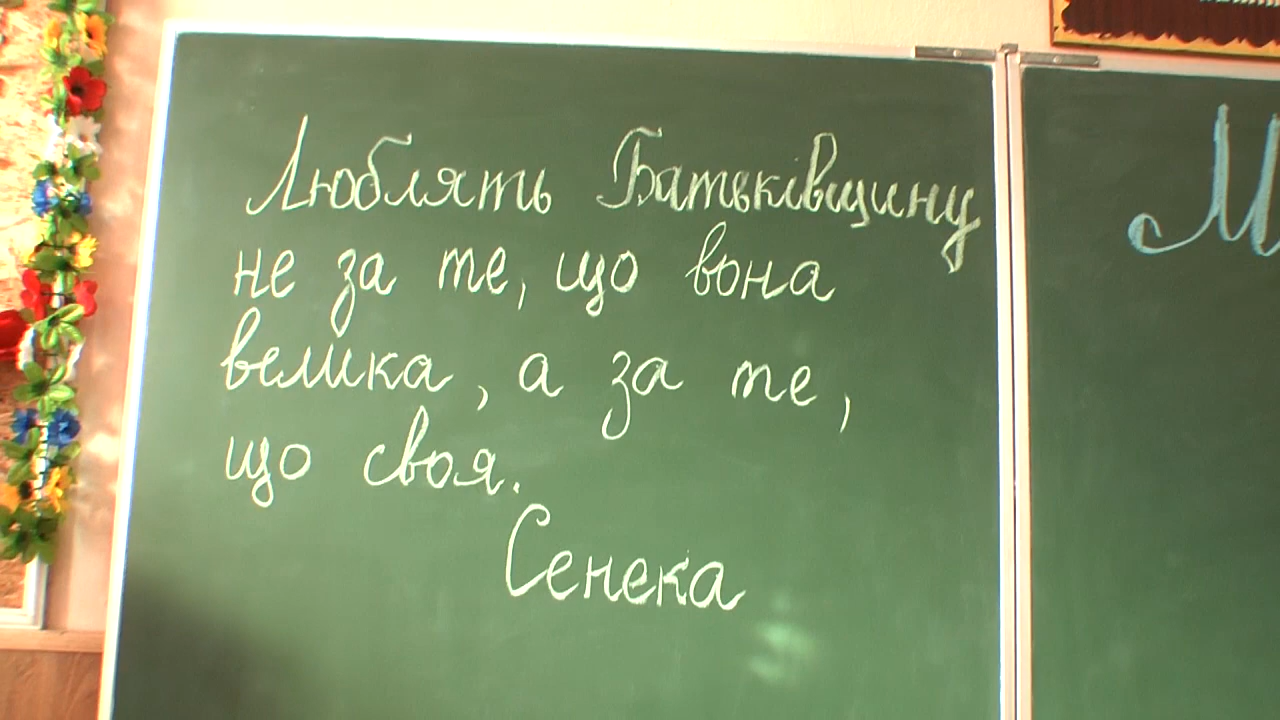 Люблять Батьківщину
не за те, що вона
велика, а за те,
що своя.
Сенека
М